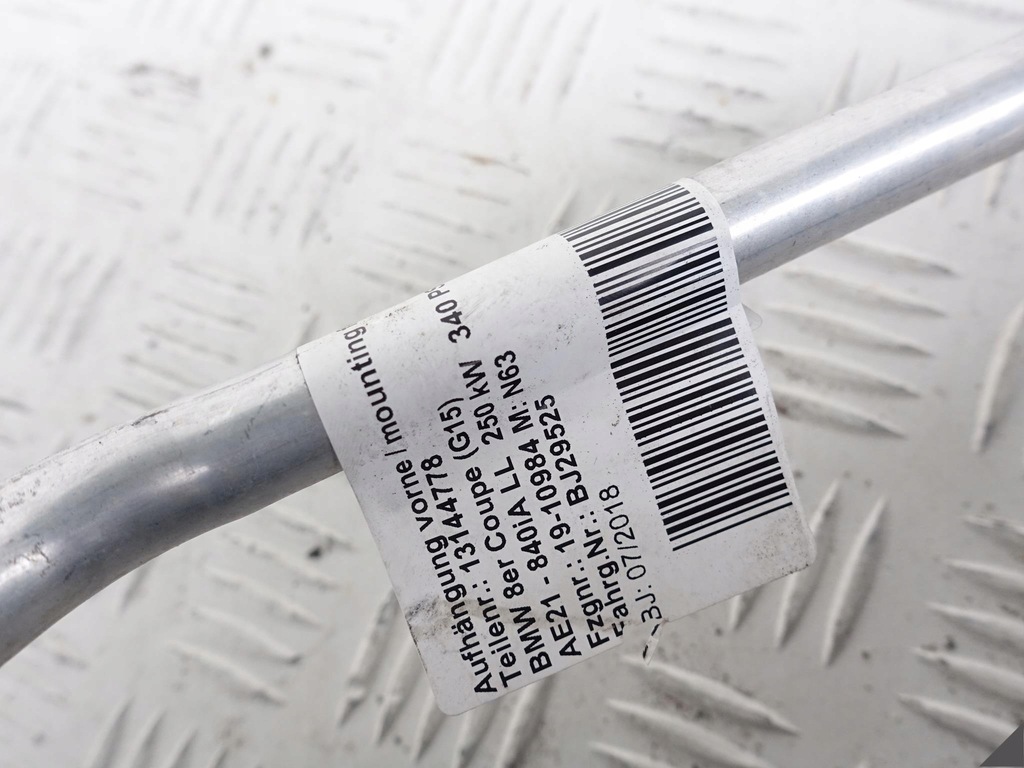 Aufhängung vorne / mounting
Teilenr.: 13144778
BMW 8er Coupe (G15)
AE21 - 840iA LL 250 kW 340 PS
Fzgnr.: 19-10984 M: N63
Fahrg.Nr.: BJ29525
BJ: 07/2018